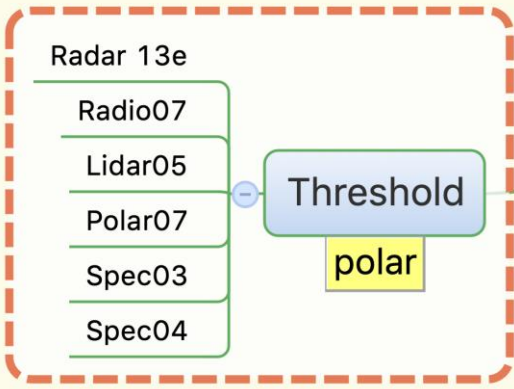 Radar 13e
Radio07
Lidar05
Polar07
Spec03
Spec04
Threshold
polar